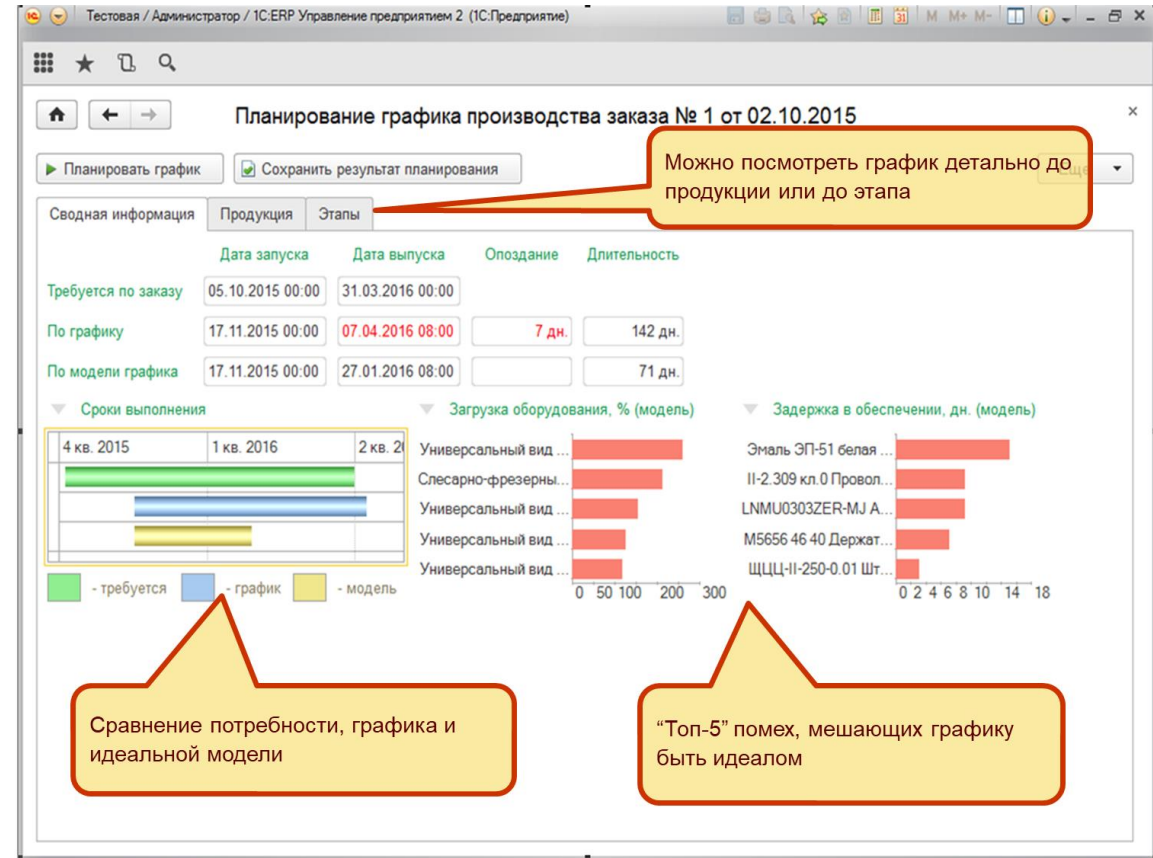 Тестовая / Администратор / 1С:ERP Управление предприятием 2 (1С:Предприятие)
M M+ M-
Планирование графика производства заказа № 1 от 02.10.2015
Планировать график
Сохранить результат планирования
Можно посмотреть график детально до
продукции или до этапа
Сводная информация Продукция Этапы
Дата запуска Дата выпуска Опоздание Длительность
Требуется по заказу 05.10.2015 00:00 31.03.2016 00:00
По графику 17.11.2015 00:00 07.04.2016 08:00 7 дн. 142 дн.
По модели графика 17.11.2015 00:00 27.01.2016 08:00 71 дн.
Сроки выполнения
4 кв. 2015 1 кв. 2016 2 кв. 2
- требуется - график - модель
Загрузка оборудования, % (модель)
Универсальный вид ...
Слесарно-фрезерны...
Универсальный вид ...
Универсальный вид ...
Универсальный вид ...
0 50 100 200 300
Задержка в обеспечении, дн. (модель)
Эмаль ЭП-51 белая ...
II-2.309 кл.0 Провол...
LNMU0303ZER-MJ A...
M5656 46 40 Держат...
ЩЦЦ-II-250-0.01 Шт...
0 2 4 6 8 10 14 18
Сравнение потребности, графика и
идеальной модели
“Топ-5” помех, мешающих графику
быть идеалом